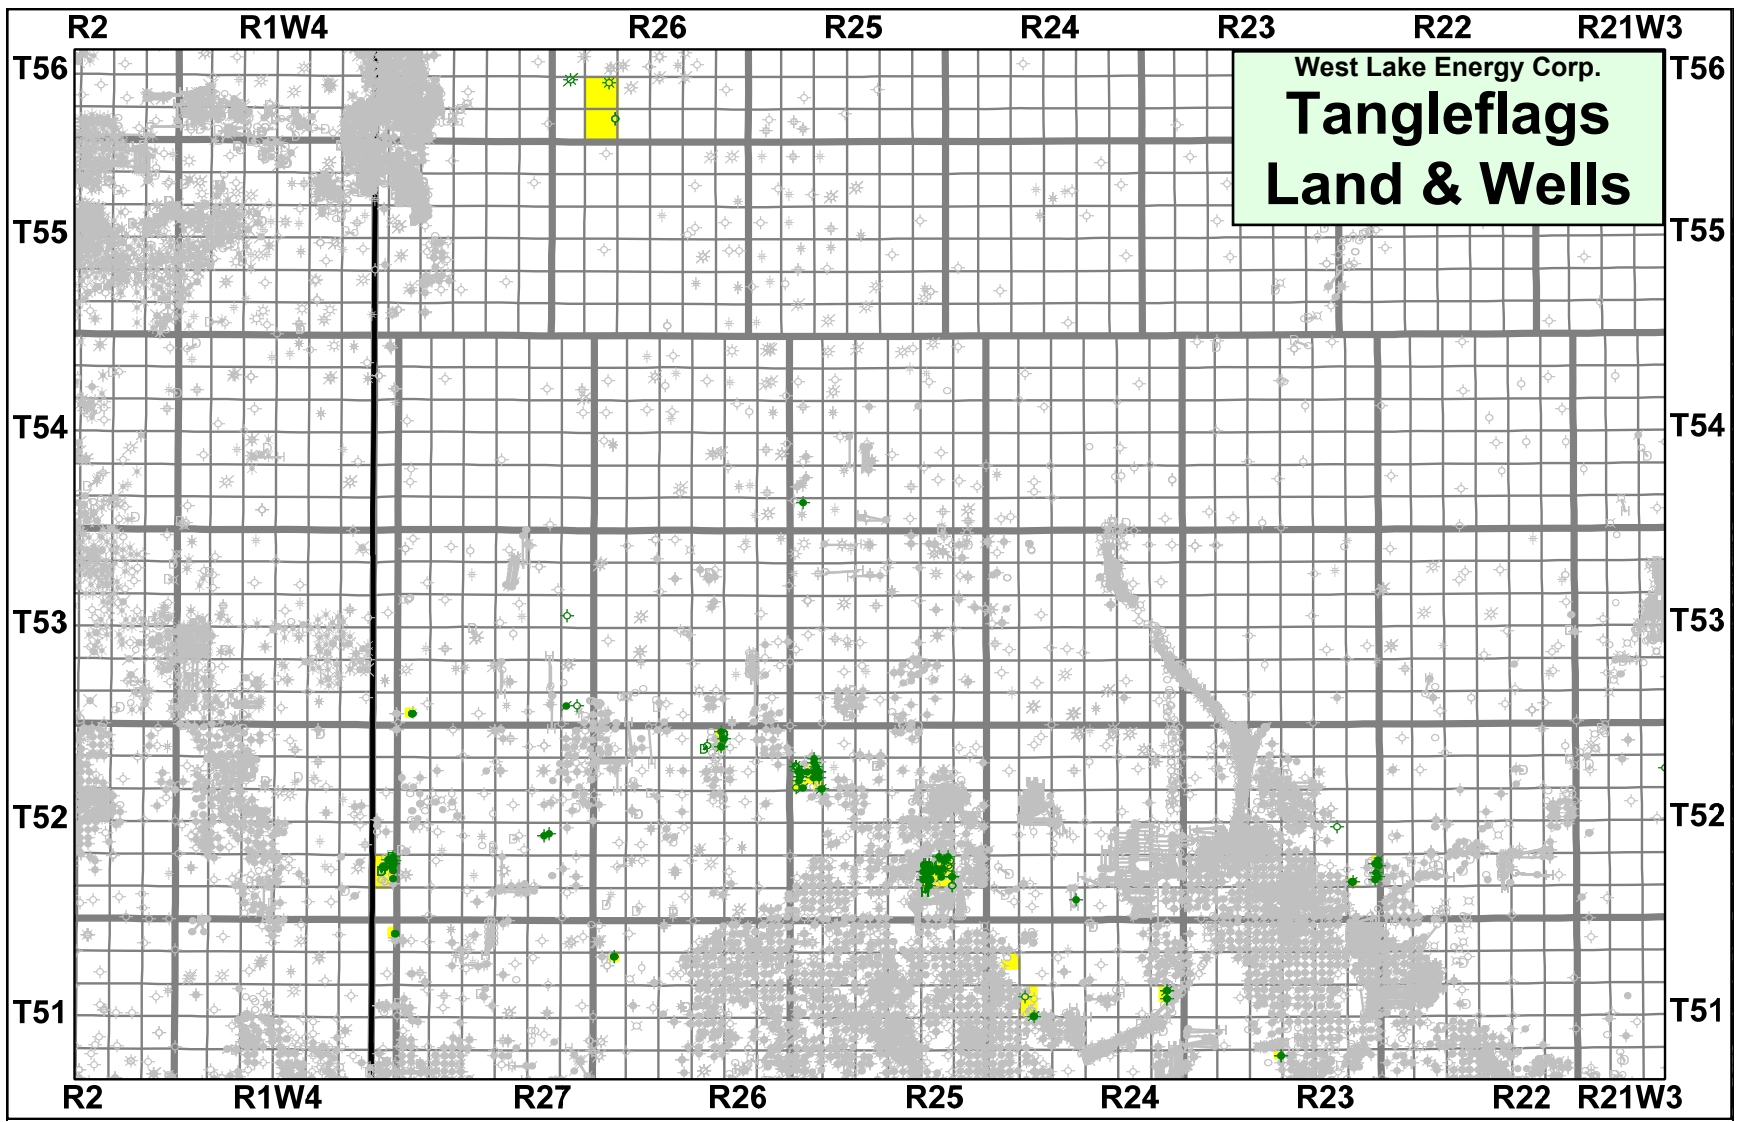 R2 R1W4 R26 R25 R24 R23 R22 R21W3
T56 T56
West Lake Energy Corp.
Tangleflags
Land & Wells
T55 T55
T54 T54
T53 T53
T52 T52
T51 T51
R2 R1W4 R27 R26 R25 R24 R23 R22 R21W3